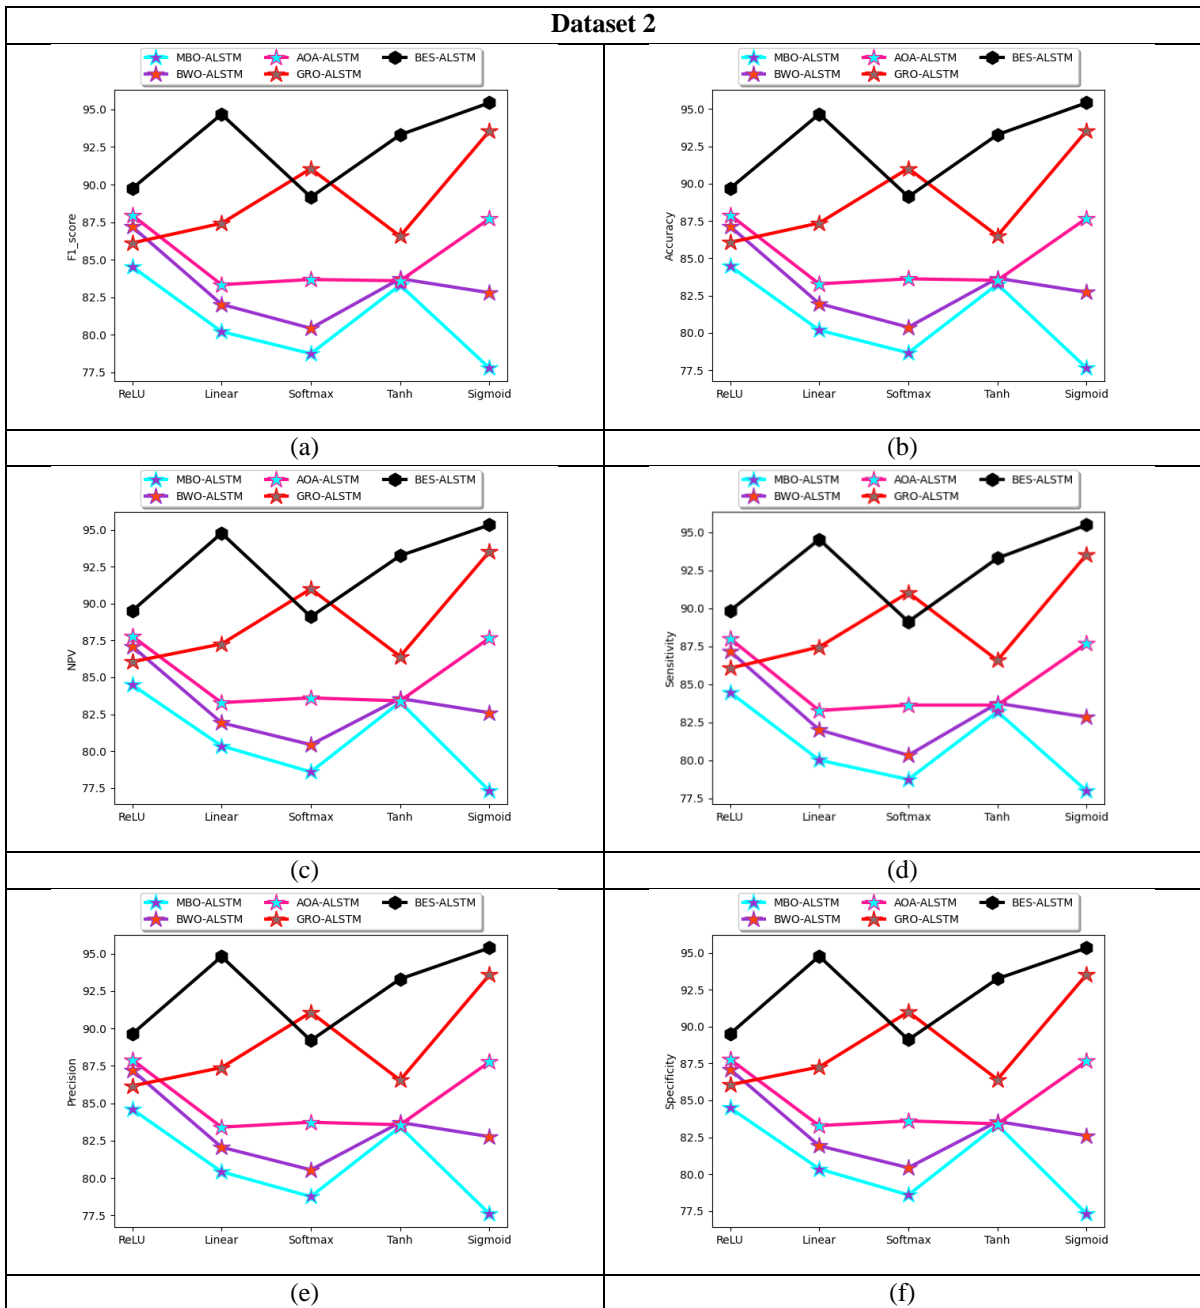 Dataset 2
MBO-ALSTM AOA-ALSTM BES-ALSTM
BWO-ALSTM GRO-ALSTM
95.0
92.5
90.0
87.5
85.0
82.5
80.0
77.5
F1_score
ReLU Linear Softmax Tanh Sigmoid
MBO-ALSTM AOA-ALSTM BES-ALSTM
BWO-ALSTM GRO-ALSTM
95.0
92.5
90.0
87.5
85.0
82.5
80.0
77.5
Accuracy
ReLU Linear Softmax Tanh Sigmoid
(a) (b)
MBO-ALSTM AOA-ALSTM BES-ALSTM
BWO-ALSTM GRO-ALSTM
95.0
92.5
90.0
87.5
85.0
82.5
80.0
77.5
NPV
ReLU Linear Softmax Tanh Sigmoid
MBO-ALSTM AOA-ALSTM BES-ALSTM
BWO-ALSTM GRO-ALSTM
95.0
92.5
90.0
87.5
85.0
82.5
80.0
77.5
Sensitivity
ReLU Linear Softmax Tanh Sigmoid
(c) (d)
MBO-ALSTM AOA-ALSTM BES-ALSTM
BWO-ALSTM GRO-ALSTM
95.0
92.5
90.0
87.5
85.0
82.5
80.0
77.5
Precision
ReLU Linear Softmax Tanh Sigmoid
MBO-ALSTM AOA-ALSTM BES-ALSTM
BWO-ALSTM GRO-ALSTM
95.0
92.5
90.0
87.5
85.0
82.5
80.0
77.5
Specificity
ReLU Linear Softmax Tanh Sigmoid
(e) (f)